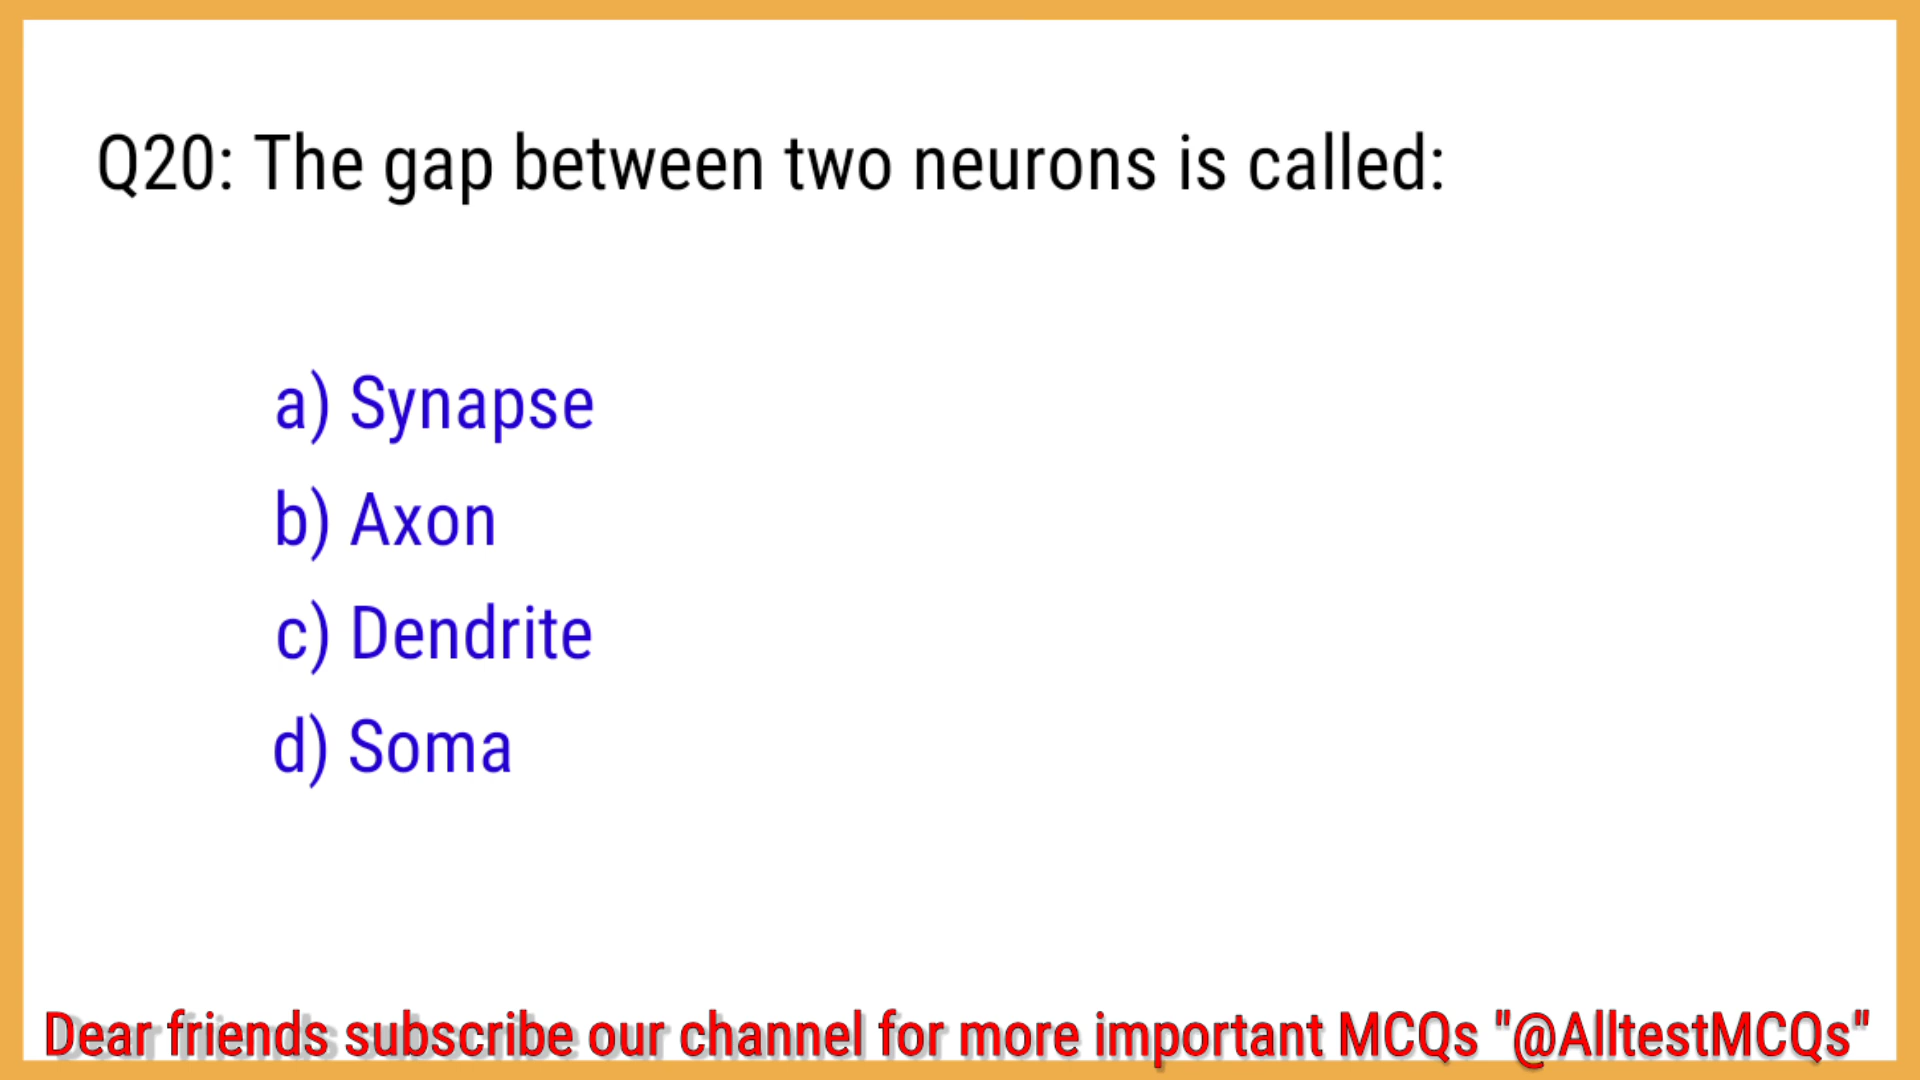 Q20: The gap between two neurons is called:
a) Synapse
b) Axon
c) Dendrite
d) Soma
Dear friends subscribe our channel for more important MCQs "@AlltestMCQs"